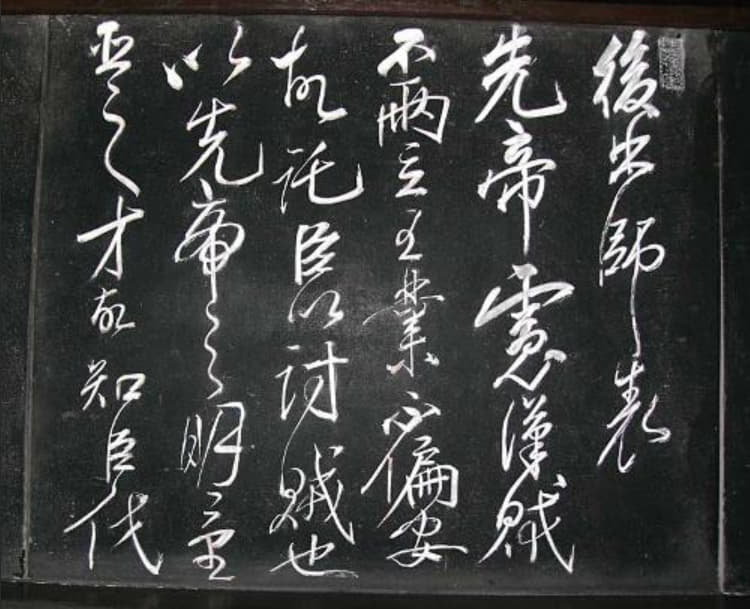 後出師表
先帝慮漢賊
不兩立王業不偏安
故託臣以討賊也
以先帝之明量
臣之才故知臣伐